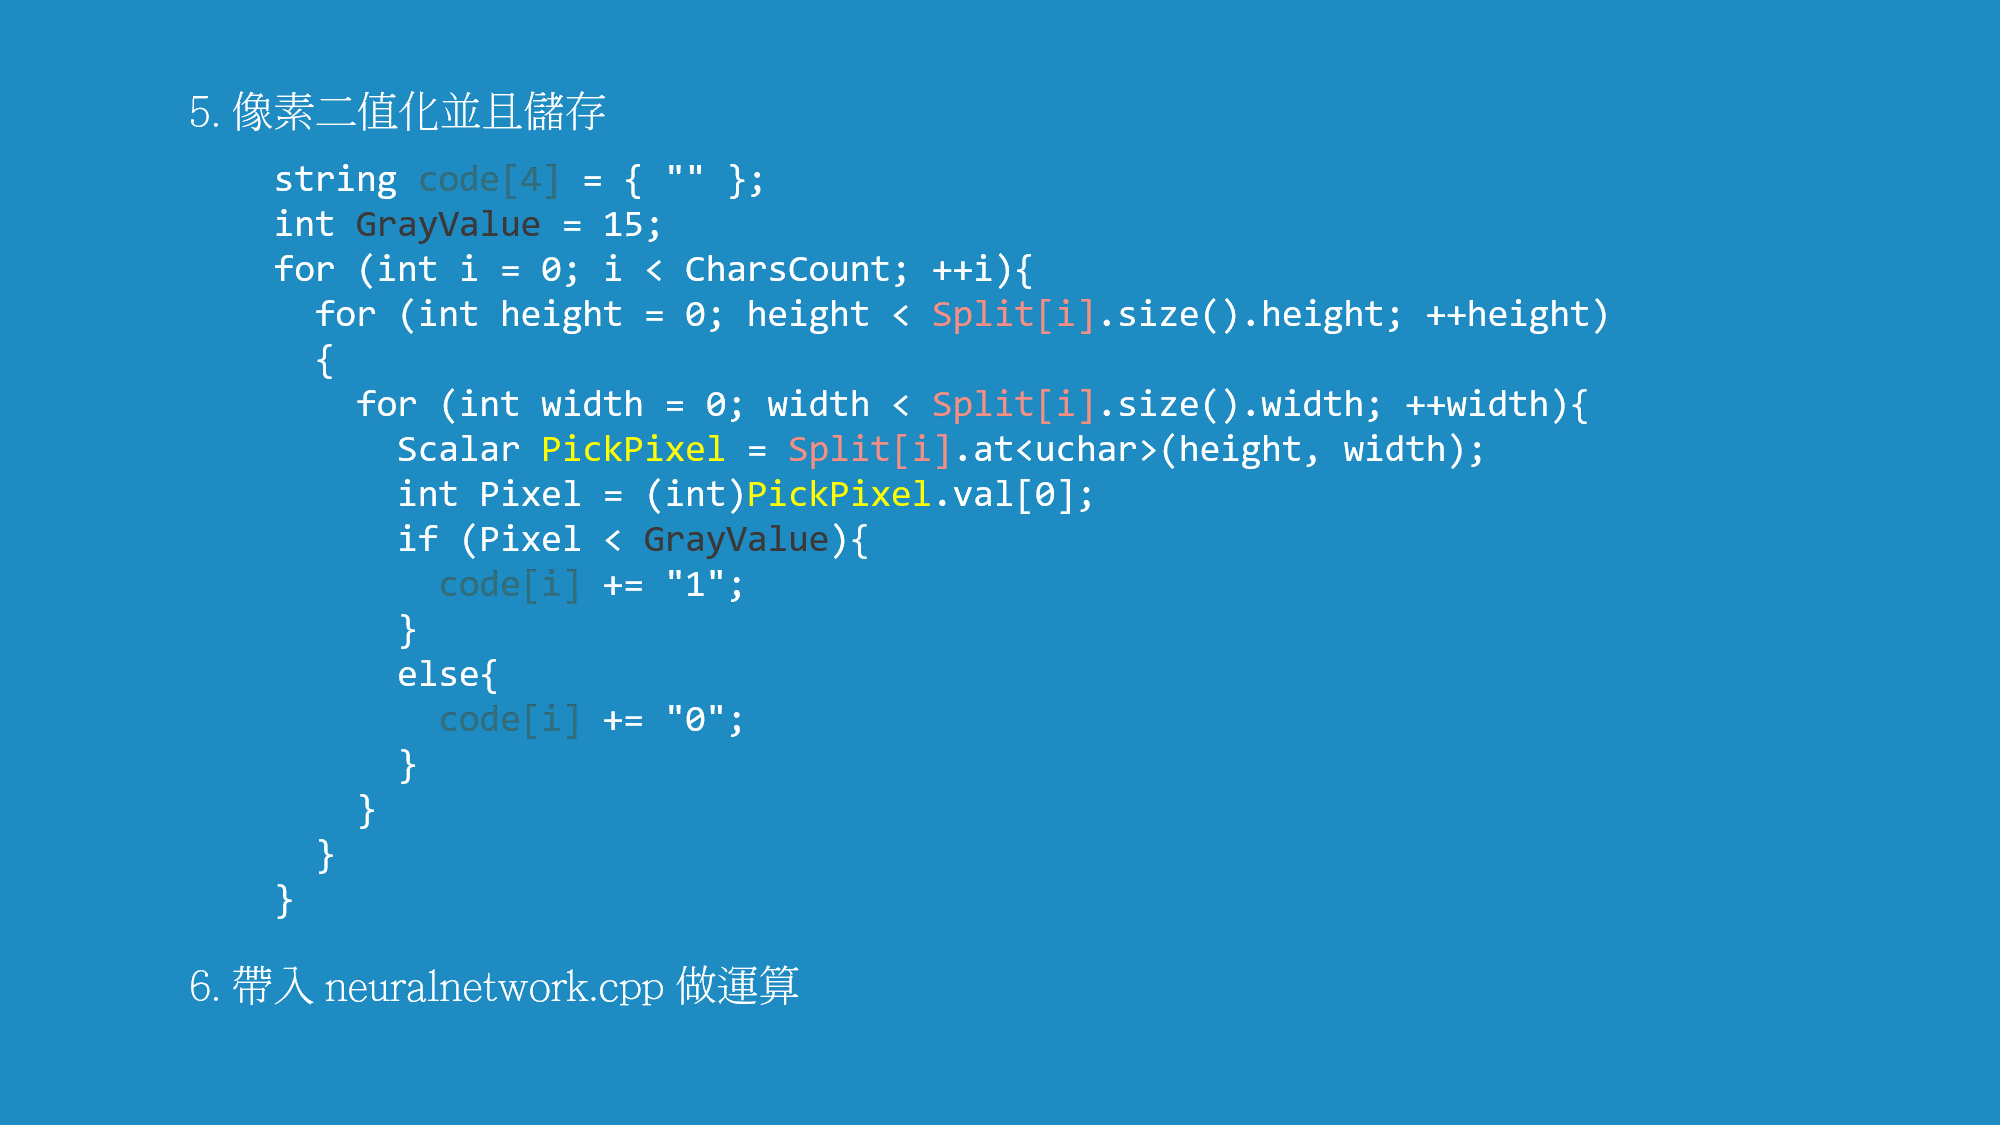 5. 像素二值化並且儲存
string code[4] = { "" };
int GrayValue = 15;
for (int i = 0; i < CharsCount; ++i){
for (int height = 0; height < Split[i].size().height; ++height)
{
for (int width = 0; width < Split[i].size().width; ++width){
Scalar PickPixel = Split[i].at<uchar>(height, width);
int Pixel = (int)PickPixel.val[0];
if (Pixel < GrayValue){
code[i] += "1";
}
else{
code[i] += "0";
}
}
}
}
6. 帶入 neuralnetwork.cpp 做運算